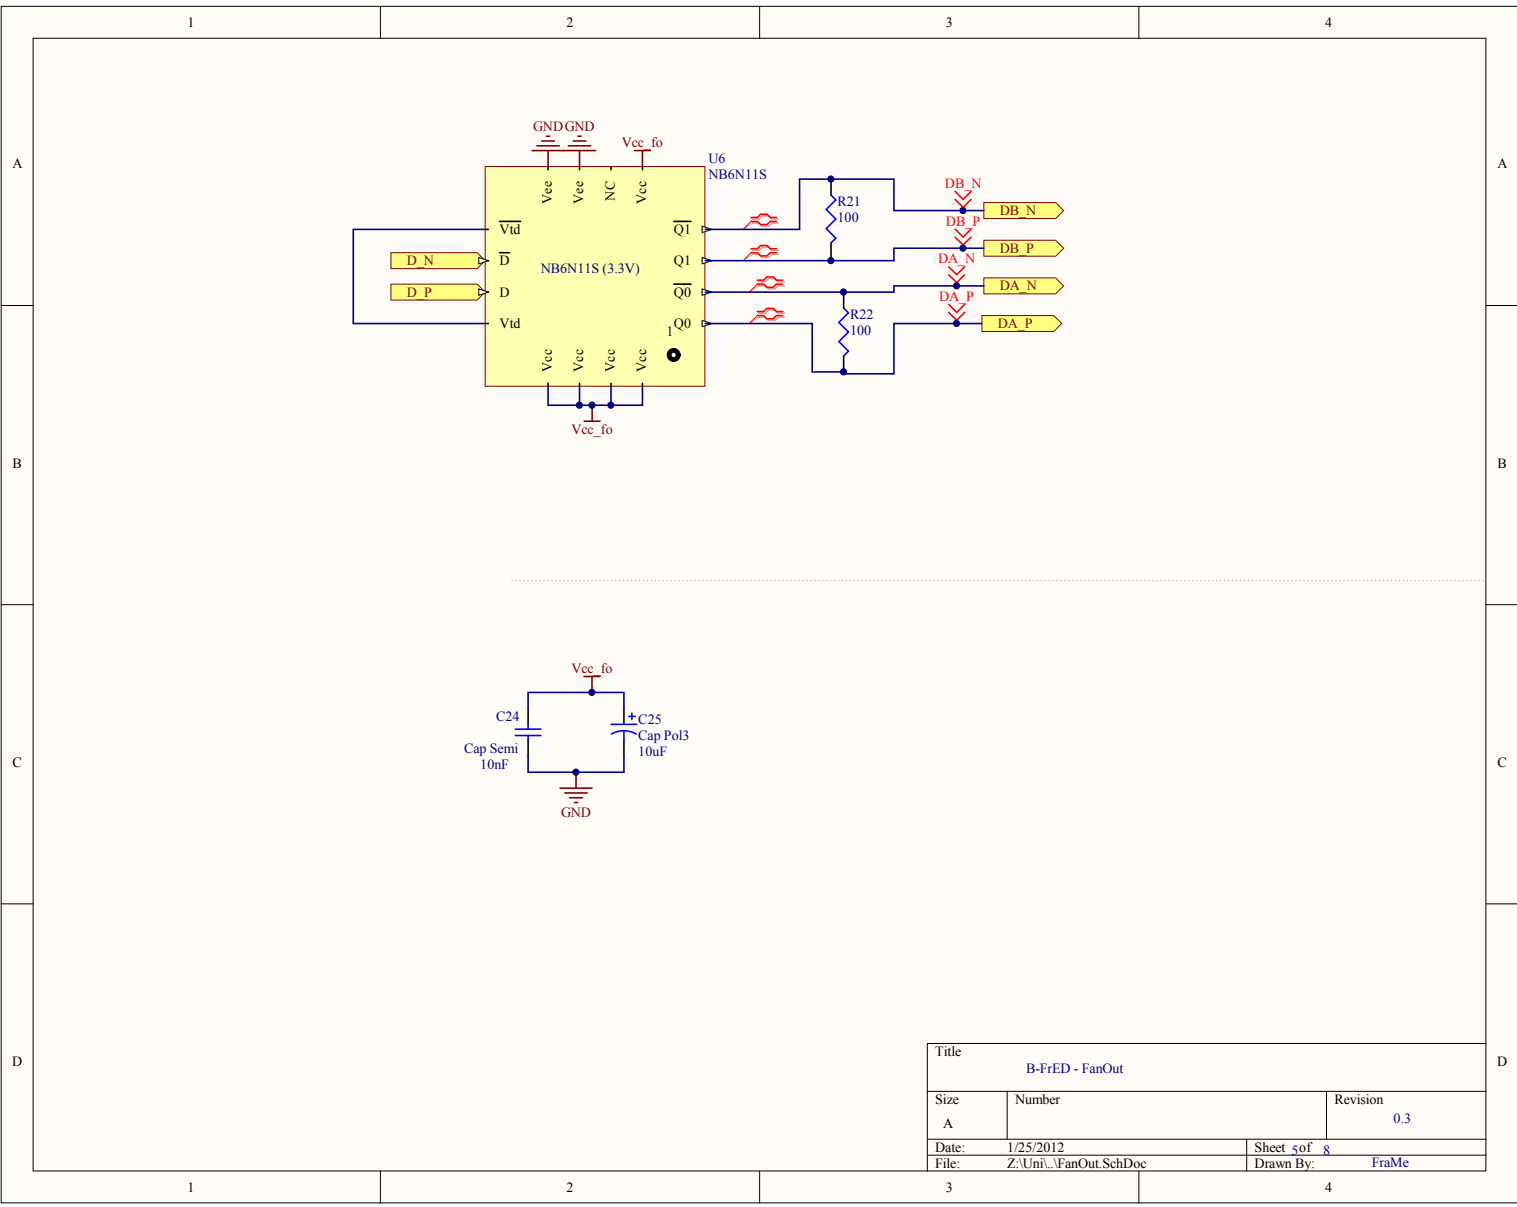 1 2 3 4
A A
GND GND
Vcc_fo
U6
NB6N11S
Vee Vee NC Vcc
Vtd
D_N D
D_P D
Vtd
NB6N11S (3.3V)
Q1
Q1
Q0
Q0
1
Vcc Vcc Vcc Vcc
Vcc_fo
R21
100
R22
100
DB_N
DB_N
DB_P
DB_P
DA_N
DA_N
DA_P
DA_P
B B
Vcc_fo
C24
Cap Semi
10nF
+
C25
Cap Pol3
10uF
GND
C C
D D
Title
B-FrED - FanOut
Size Number Revision
A 0.3
Date: 1/25/2012 Sheet 5 of 8
File: Z:\Uni\..\FanOut.SchDoc Drawn By: FraMe
1 2 3 4